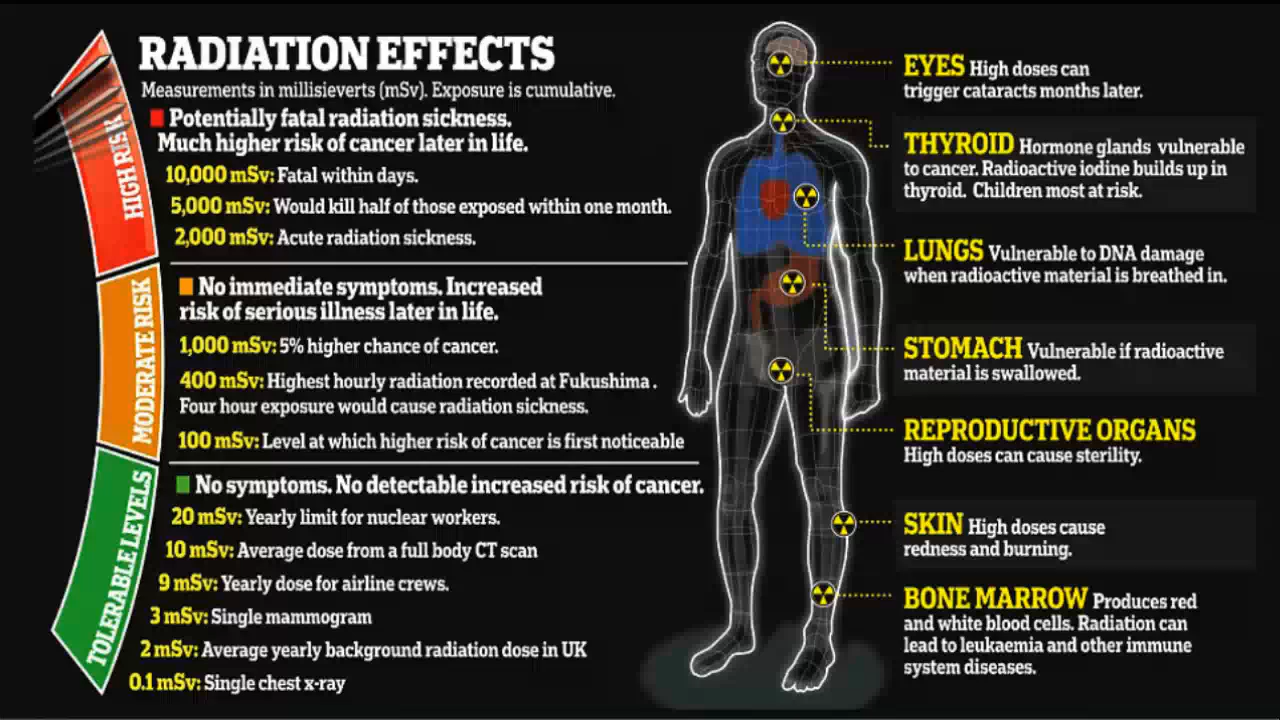 RADIATION EFFECTS
Measurements in millisieverts (mSv). Exposure is cumulative.
HIGH RISK
Potentially fatal radiation sickness.
Much higher risk of cancer later in life.
10,000 mSv: Fatal within days.
5,000 mSv: Would kill half of those exposed within one month.
2,000 mSv: Acute radiation sickness.
MODERATE RISK
No immediate symptoms. Increased
risk of serious illness later in life.
1,000 mSv: 5% higher chance of cancer.
400 mSv: Highest hourly radiation recorded at Fukushima .
Four hour exposure would cause radiation sickness.
100 mSv: Level at which higher risk of cancer is first noticeable
TOLERABLE LEVELS
No symptoms. No detectable increased risk of cancer.
20 mSv: Yearly limit for nuclear workers.
10 mSv: Average dose from a full body CT scan
9 mSv: Yearly dose for airline crews.
3 mSv: Single mammogram
2 mSv: Average yearly background radiation dose in UK
0.1 mSv: Single chest x-ray
EYES High doses can
trigger cataracts months later.
THYROID Hormone glands vulnerable
to cancer. Radioactive iodine builds up in
thyroid. Children most at risk.
LUNGS Vulnerable to DNA damage
when radioactive material is breathed in.
STOMACH Vulnerable if radioactive
material is swallowed.
REPRODUCTIVE ORGANS
High doses can cause sterility.
SKIN High doses cause
redness and burning.
BONE MARROW Produces red
and white blood cells. Radiation can
lead to leukaemia and other immune
system diseases.